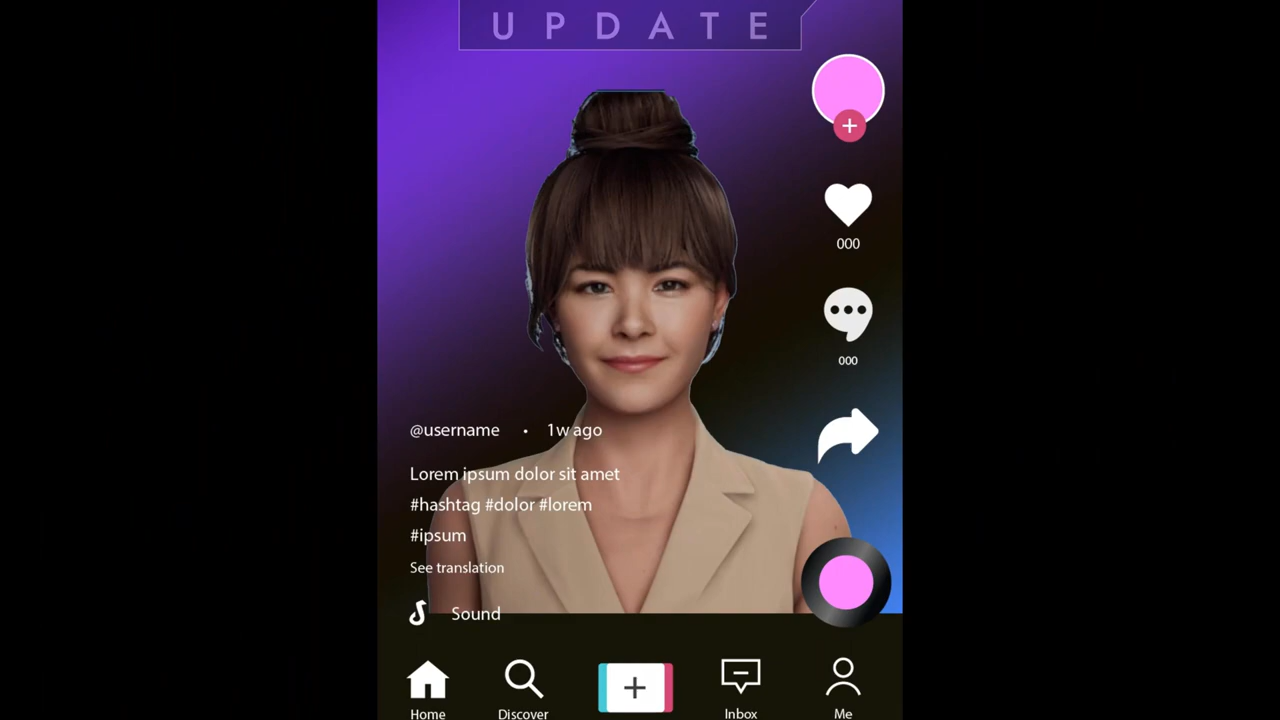 UPDATE
000
000
@username • 1w ago
Lorem ipsum dolor sit amet
#hashtag #dolor #lorem
#ipsum
See translation
Sound
Home
Discover
Inbox
Me